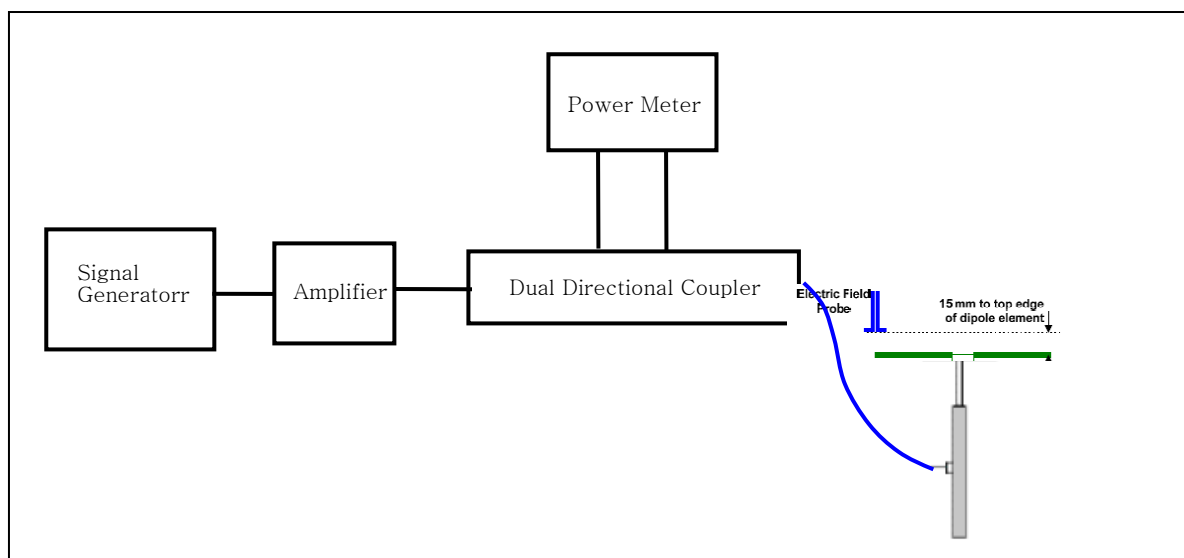 Power Meter
Signal
Generatorr
Amplifier
Dual Directional Coupler
Electric Field
Probe
15 mm to top edge
of dipole element